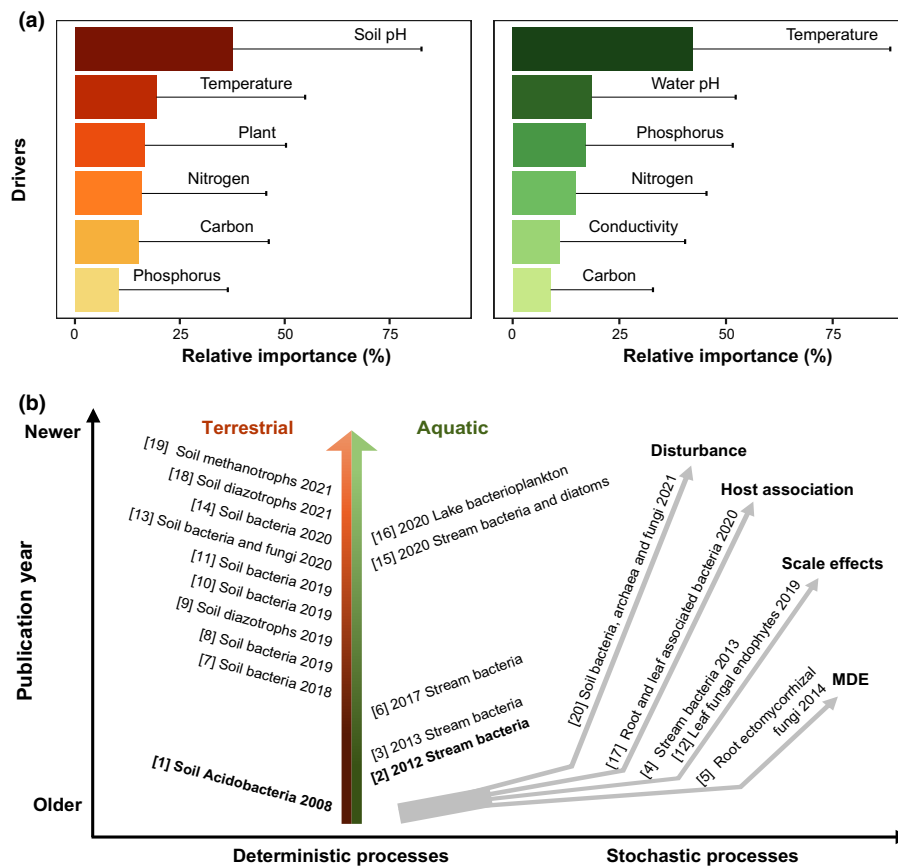 (a)
Drivers
Soil pH
Temperature
Plant
Nitrogen
Carbon
Phosphorus
0 25 50 75
Relative importance (%)
Temperature
Water pH
Phosphorus
Nitrogen
Conductivity
Carbon
0 25 50 75
Relative importance (%)
(b)
Publication year
Newer
Older
Terrestrial
Aquatic
[19] Soil methanotrophs 2021
[18] Soil diazotrophs 2021
[14] Soil bacteria 2020
[13] Soil bacteria and fungi 2020
[11] Soil bacteria 2019
[10] Soil bacteria 2019
[9] Soil diazotrophs 2019
[8] Soil bacteria 2019
[7] Soil bacteria 2018
[1] Soil Acidobacteria 2008
[16] 2020 Lake bacterioplankton
[15] 2020 Stream bacteria and diatoms
[6] 2017 Stream bacteria
[3] 2013 Stream bacteria
[2] 2012 Stream bacteria
Disturbance
[20] Soil bacteria, archaea and fungi 2021
Host association
[17] Root and leaf associated bacteria 2020
Scale effects
[4] Stream bacteria 2013
[12] Leaf fungal endophytes 2019
MDE
[5] Root ectomycorrhizal
fungi 2014
Deterministic processes
Stochastic processes